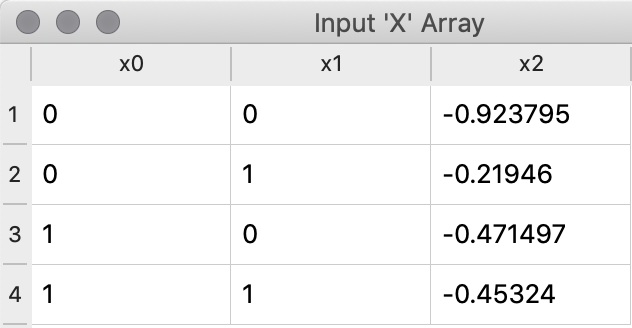 Input 'X' Array
x0 x1 x2
1 0 0 -0.923795
2 0 1 -0.21946
3 1 0 -0.471497
4 1 1 -0.45324